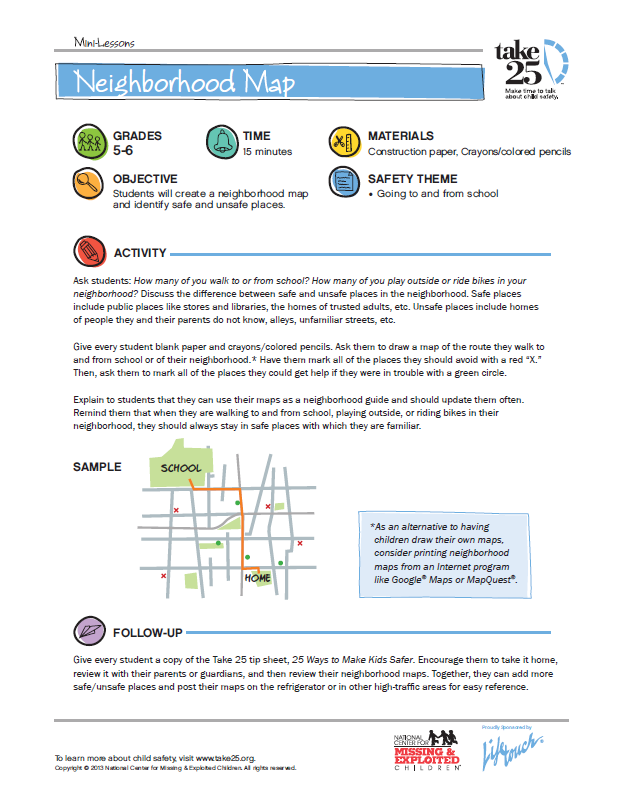 Mini-Lessons
take
25
Make time to talk
about child safety.
Neighborhood Map
GRADES
5-6
TIME
15 minutes
MATERIALS
Construction paper, Crayons/colored pencils
OBJECTIVE
Students will create a neighborhood map
and identify safe and unsafe places.
SAFETY THEME
• Going to and from school
ACTIVITY
Ask students: How many of you walk to or from school? How many of you play outside or ride bikes in your
neighborhood? Discuss the difference between safe and unsafe places in the neighborhood. Safe places
include public places like stores and libraries, the homes of trusted adults, etc. Unsafe places include homes
of people they and their parents do not know, alleys, unfamiliar streets, etc.
Give every student blank paper and crayons/colored pencils. Ask them to draw a map of the route they walk to
and from school or of their neighborhood.* Have them mark all of the places they should avoid with a red “X.”
Then, ask them to mark all of the places they could get help if they were in trouble with a green circle.
Explain to students that they can use their maps as a neighborhood guide and should update them often.
Remind them that when they are walking to and from school, playing outside, or riding bikes in their
neighborhood, they should always stay in safe places with which they are familiar.
SAMPLE
SCHOOL
HOME
*As an alternative to having
children draw their own maps,
consider printing neighborhood
maps from an Internet program
like Google® Maps or MapQuest®.
FOLLOW-UP
Give every student a copy of the Take 25 tip sheet, 25 Ways to Make Kids Safer. Encourage them to take it home,
review it with their parents or guardians, and then review their neighborhood maps. Together, they can add more
safe/unsafe places and post their maps on the refrigerator or in other high-traffic areas for easy reference.
To learn more about child safety, visit www.take25.org.
Copyright © 2013 National Center for Missing & Exploited Children. All rights reserved.
NATIONAL
CENTER FOR
MISSING &
EXPLOITED
CHILDREN
Proudly Sponsored by
Lifetouch